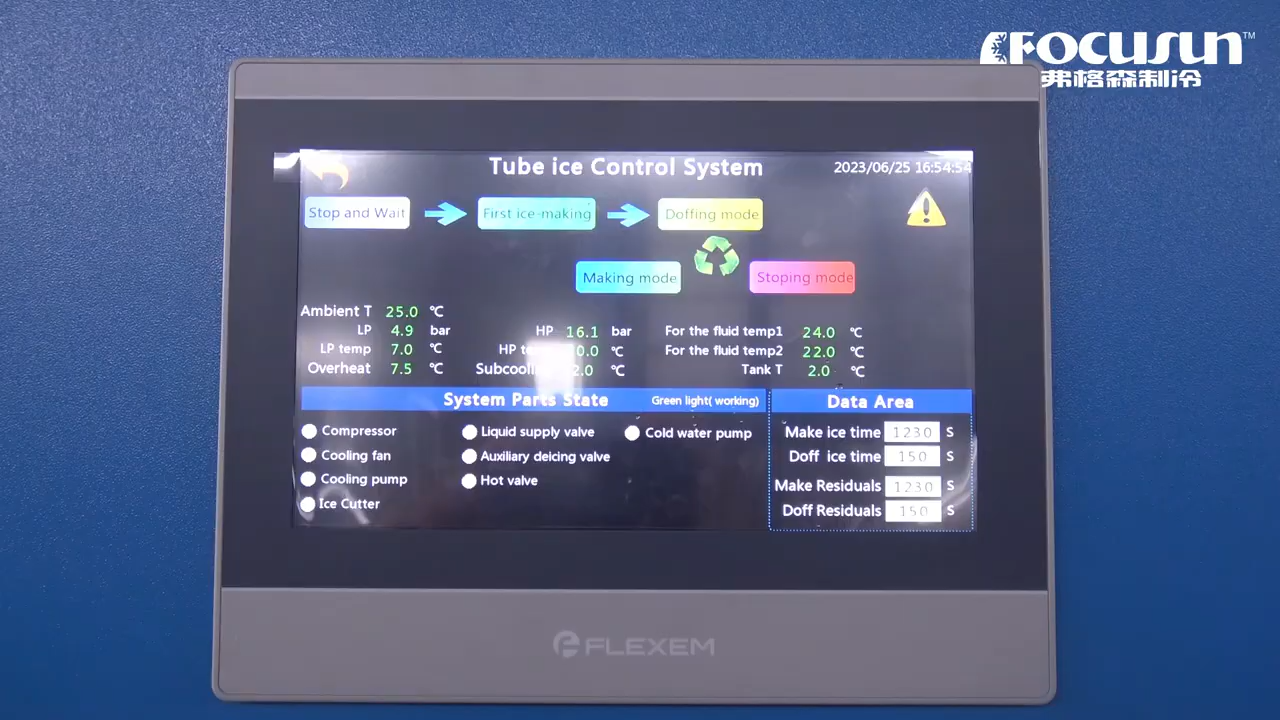 FOCUSUN™
弗格森制冷
Tube ice Control System
2023/06/25 16:54:54
Stop and Wait
First ice-making
Doffing mode
Making mode
Stoping mode
Ambient T 25.0 ℃
LP 4.9 bar
HP 16.1 bar
For the fluid temp1 24.0 ℃
LP temp 7.0 ℃
HP ℃
For the fluid temp2 22.0 ℃
Overheat 7.5 ℃
℃
Tank T 2.0 ℃
System Parts State
Green light( working)
Data Area
Compressor
Liquid supply valve
Cold water pump
Make ice time 1230 S
Cooling fan
Auxiliary deicing valve
Doff ice time 150 S
Cooling pump
Hot valve
Make Residuals 1230 S
Ice Cutter
Doff Residuals 150 S
FLEXEM